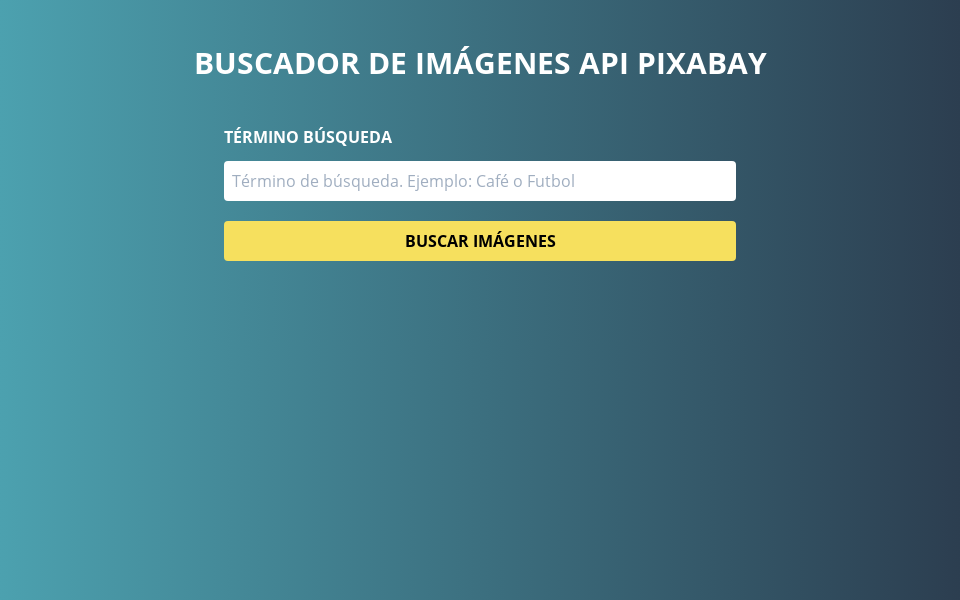 BUSCADOR DE IMÁGENES API PIXABAY
TÉRMINO BÚSQUEDA
Término de búsqueda. Ejemplo: Café o Futbol
BUSCAR IMÁGENES